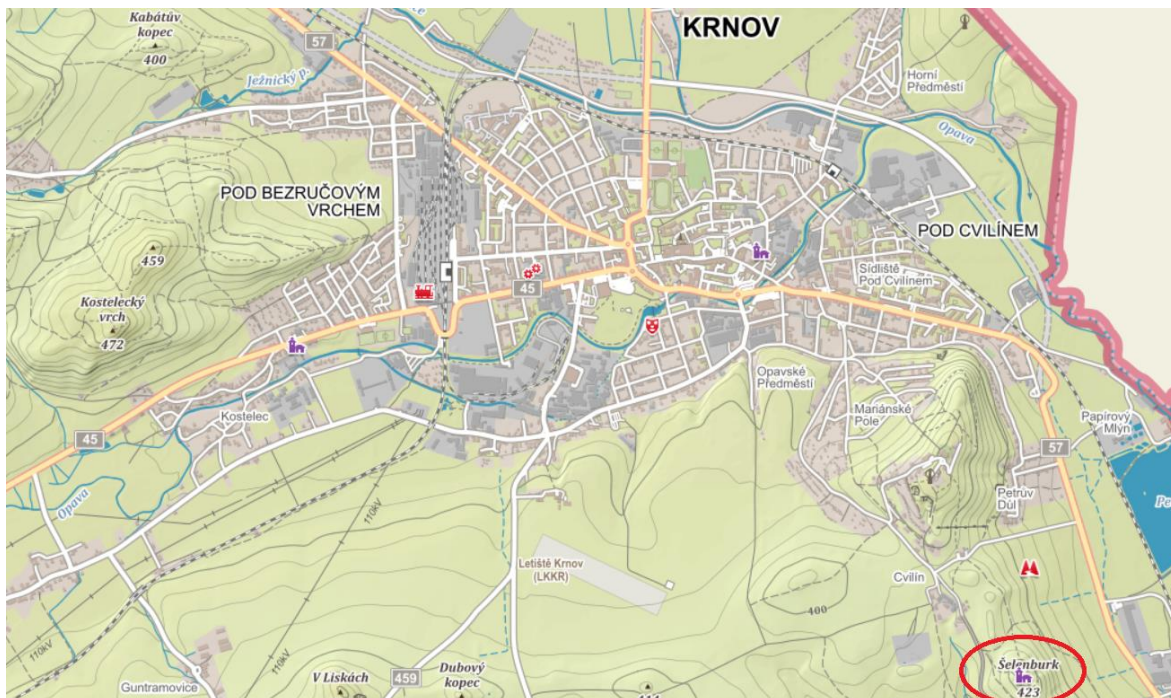 Kabátův
kopec
400
57
KRNOV
Ježnický p.
Horní
Předměstí
Opava
POD BEZRUČOVÝM
VRCHEM
POD CVILÍNEM
459
Sídliště
Pod Cvilínem
45
Kostelecký
vrch
472
Opavské
Předměstí
Kostelec
Mariánské
Pole
Papírový
Mlýn
45
57
Opava
110kV
110kV
Petrův
Důl
Letiště Krnov
(LKKR)
Cvilín
400
110kV
Šelenburk
423
V Liskách
459
Dubový
kopec
Guntramovice